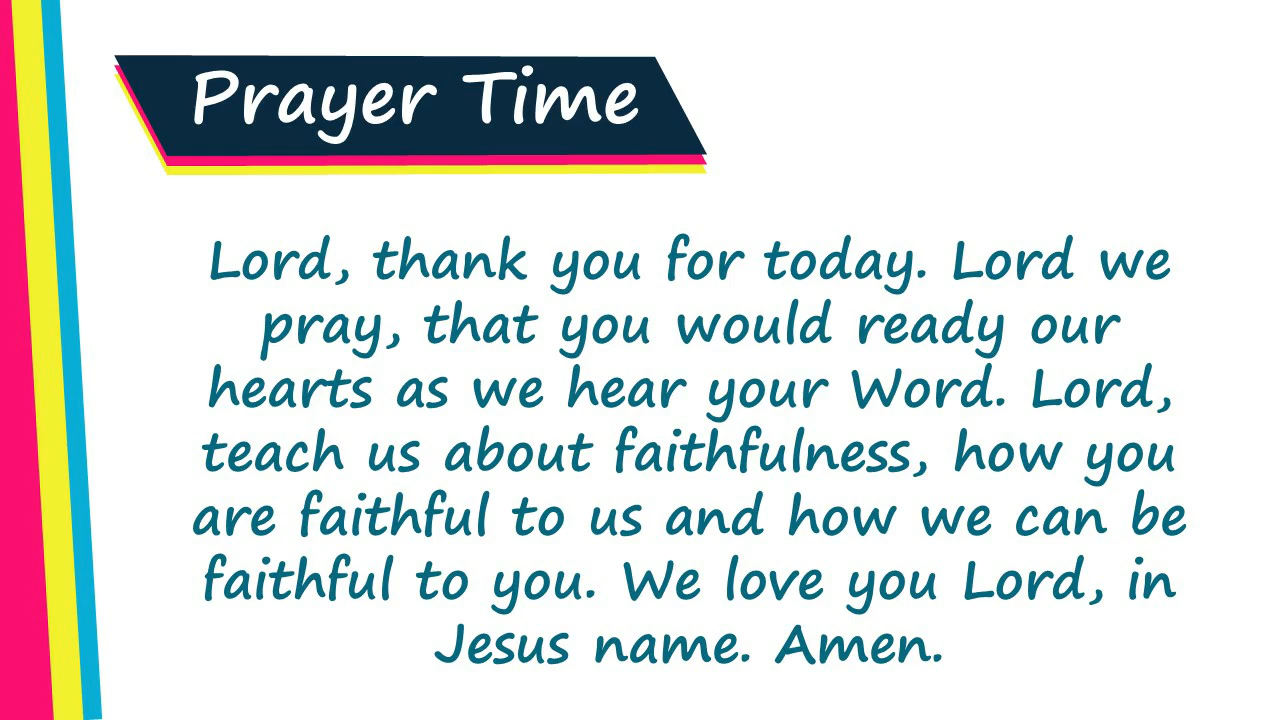 Prayer Time
Lord, thank you for today. Lord we
pray, that you would ready our
hearts as we hear your Word. Lord,
teach us about faithfulness, how you
are faithful to us and how we can be
faithful to you. We love you Lord, in
Jesus name. Amen.